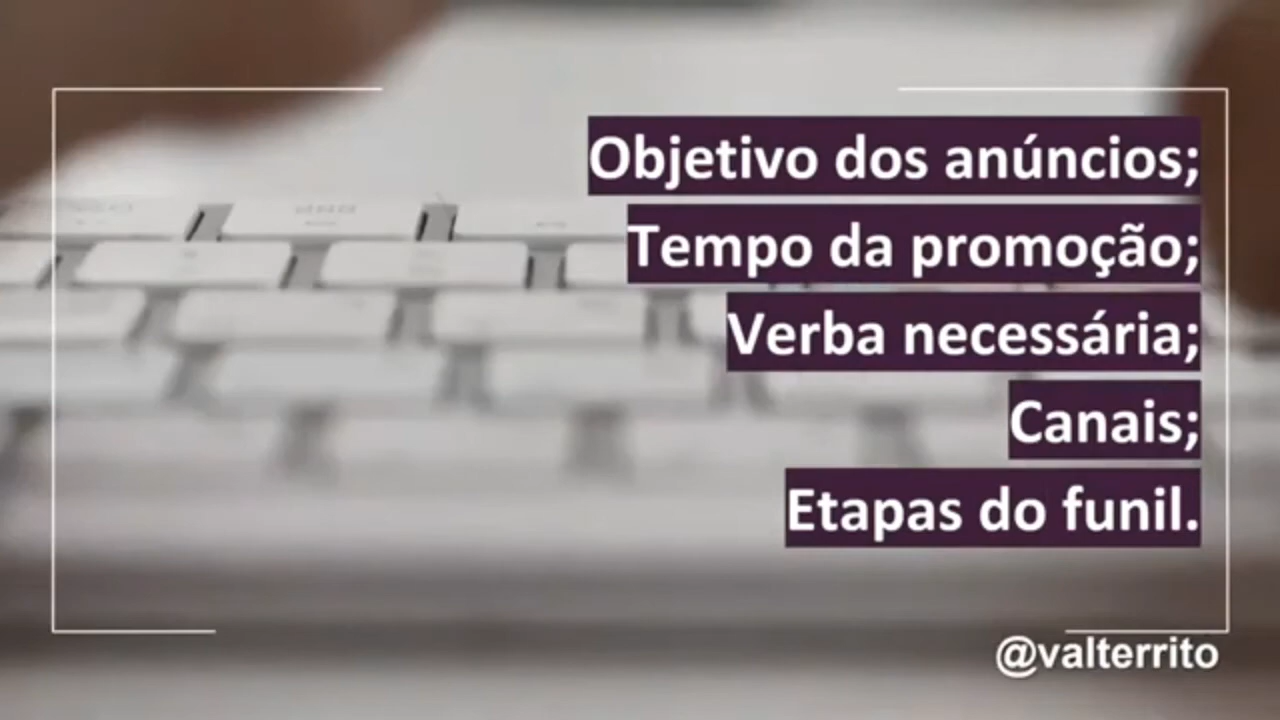 Objetivo dos anúncios;
Tempo da promoção;
Verba necessária;
Canais;
Etapas do funil.
@valterrito